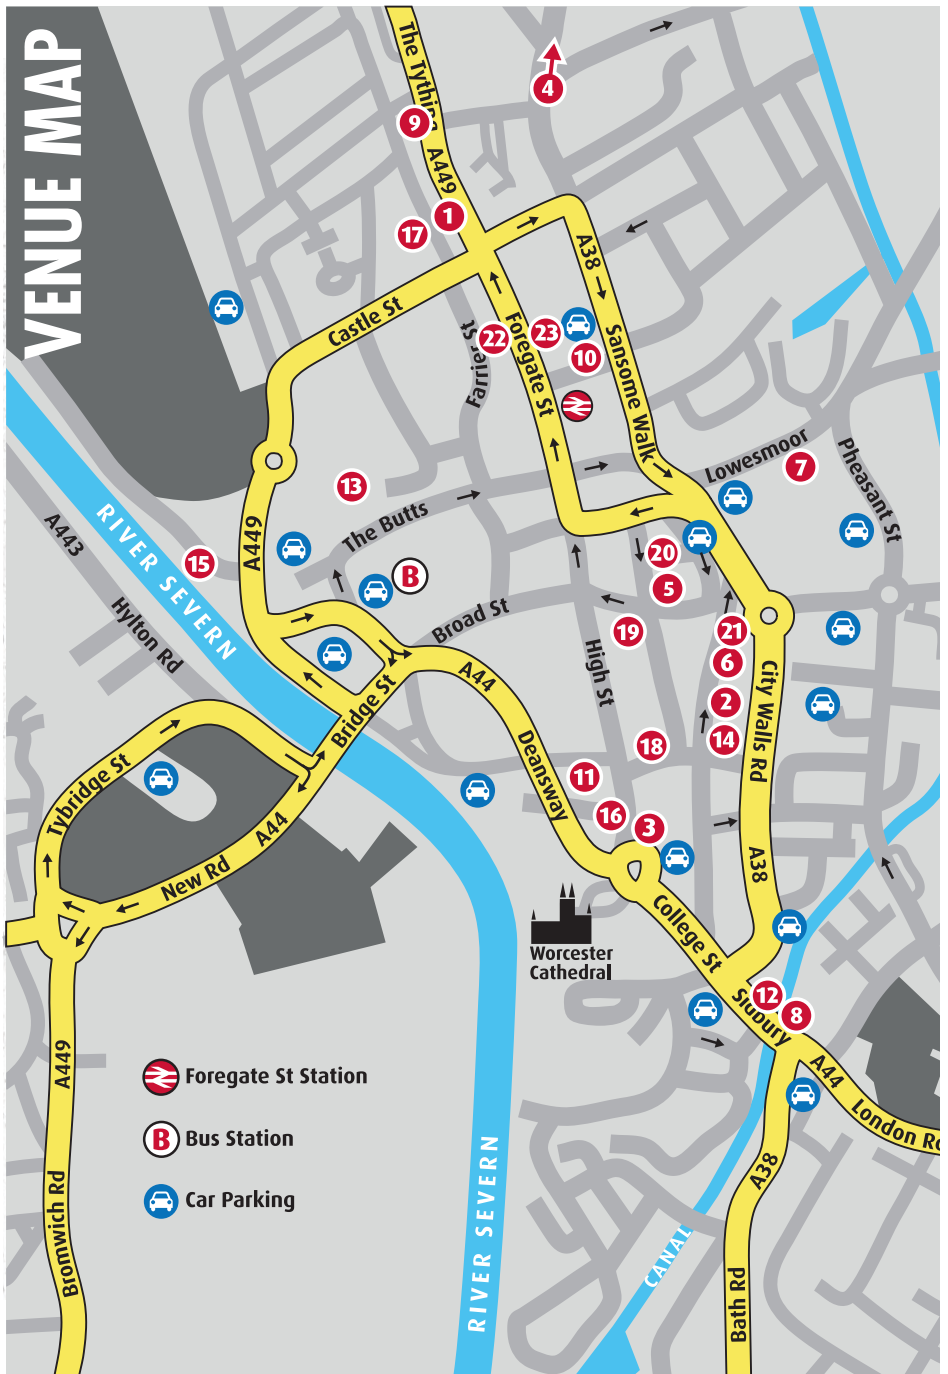 VENUE MAP
The Tything
4
9
A449
1
17
A38
Castle St
Farrier St
22
Foregate St
23
10
Sansome Walk
Lowesmoor
7
Pheasant St
13
The Butts
A449
A443
RIVER SEVERN
15
B
20
5
Hylton Rd
Broad St
19
21
High St
6
City Walls Rd
A44
Bridge St
2
14
18
Deansway
11
Tybridge St
16
3
A44
New Rd
A38
College St
Worcester
Cathedral
12
Sidbury
8
A44
London Rd
A449
Foregate St Station
B
Bus Station
Car Parking
A38
Bromwich Rd
RIVER SEVERN
CANAL
Bath Rd